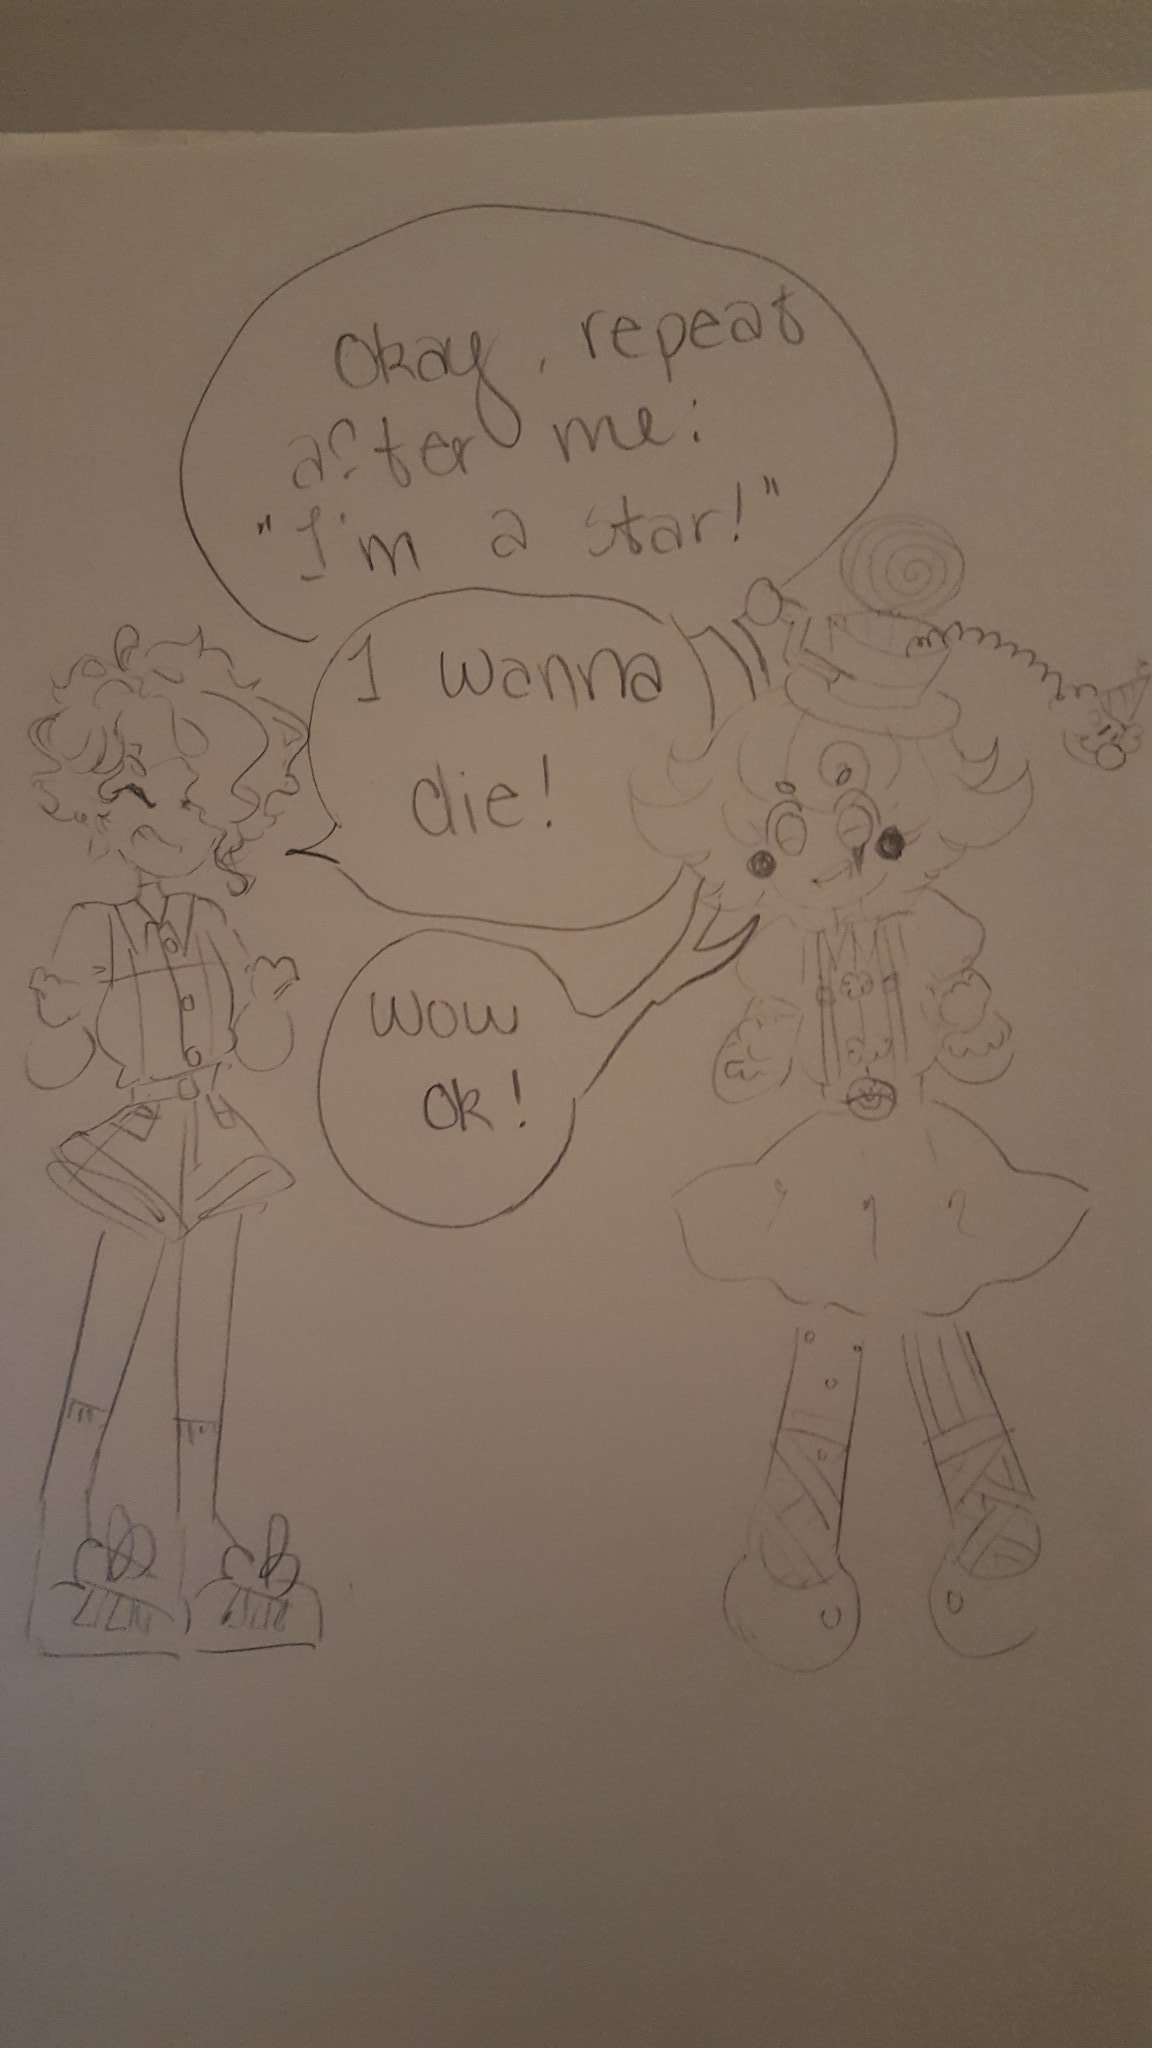 Okay, repeat
after me:
"I'm a star!"
I wanna
die!
wow
ok!